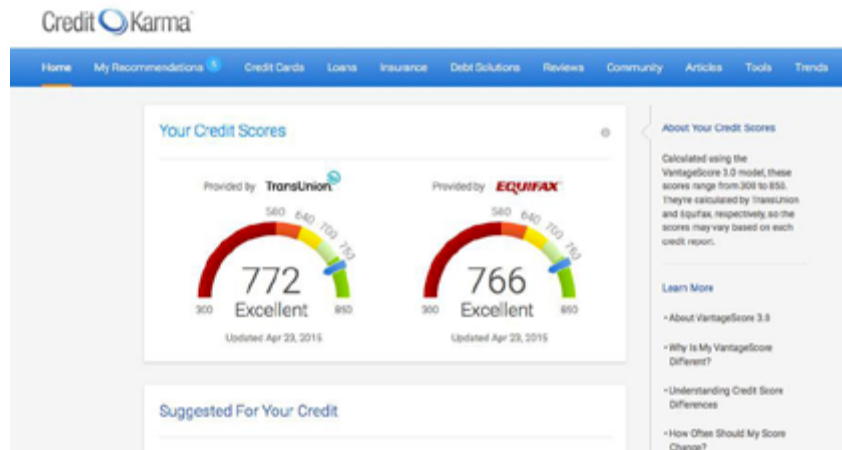 Credit Karma
Home My Recommendations 5 Credit Cards Loans Insurance Debt Solutions Reviews Community Articles Tools Trends
Your Credit Scores
Provided by TransUnion
580 640 700 750
772
Excellent
300 850
Updated Apr 23, 2015
Provided by EQUIFAX
580 640 700 750
766
Excellent
300 850
Updated Apr 23, 2015
Suggested For Your Credit
About Your Credit Scores
Calculated using the
VantageScore 3.0 model, these
scores range from 300 to 850.
They're calculated by TransUnion
and Equifax, respectively, so the
scores may vary based on each
credit report.
Learn More
• About VantageScore 3.0
• Why Is My VantageScore
Different?
• Understanding Credit Score
Differences
• How Often Should My Score
Change?